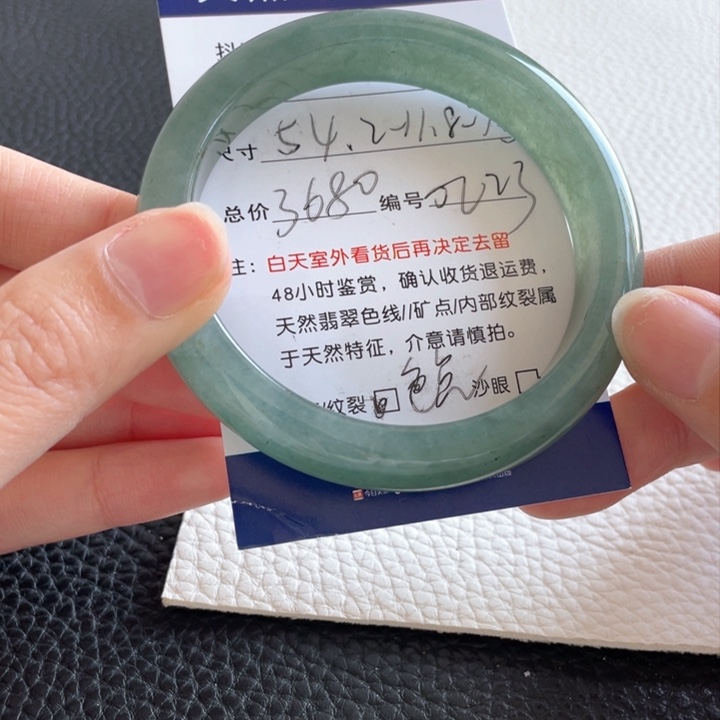 抖
尺寸 54.2-11.8-
总价 3680 编号
注: 白天室外看货后再决定去留
48小时鉴赏，确认收货退运费，
天然翡翠色线//矿点/内部纹裂属
于天然特征，介意请慎拍。
/纹裂 □ 沙眼 □